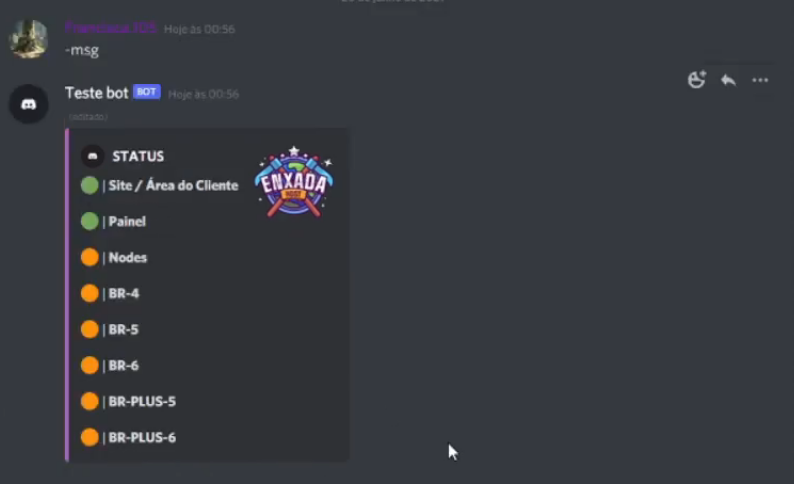 Hoje às 00:56
-msg
Teste bot BOT Hoje às 00:56
(editado)
STATUS
ENXADA
HOST
| Site / Área do Cliente
| Painel
| Nodes
| BR-4
| BR-5
| BR-6
| BR-PLUS-5
| BR-PLUS-6